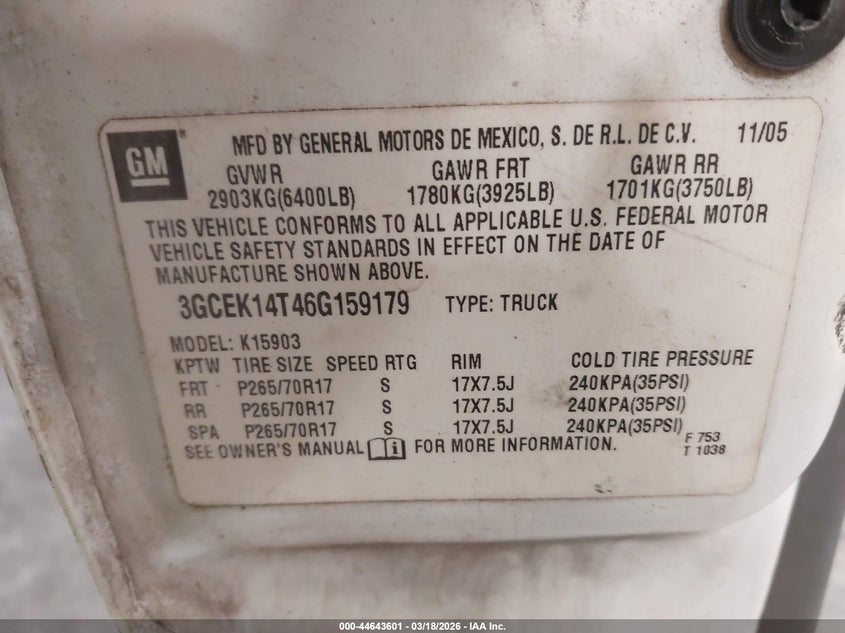 GM ®
MFD BY GENERAL MOTORS DE MEXICO, S. DE R.L. DE C.V. 11/05
GVWR GAWR FRT GAWR RR
2903KG(6400LB) 1780KG(3925LB) 1701KG(3750LB)
THIS VEHICLE CONFORMS TO ALL APPLICABLE U.S. FEDERAL MOTOR
VEHICLE SAFETY STANDARDS IN EFFECT ON THE DATE OF
MANUFACTURE SHOWN ABOVE.
3GCEK14T46G159179 TYPE: TRUCK
MODEL: K15903
KPTW TIRE SIZE SPEED RTG RIM COLD TIRE PRESSURE
FRT P265/70R17 S 17X7.5J 240KPA(35PSI)
RR P265/70R17 S 17X7.5J 240KPA(35PSI)
SPA P265/70R17 S 17X7.5J 240KPA(35PSI)
SEE OWNER'S MANUAL i FOR MORE INFORMATION.
F 753
T 1038
000-44643601 - 03/18/2026 - IAA Inc.